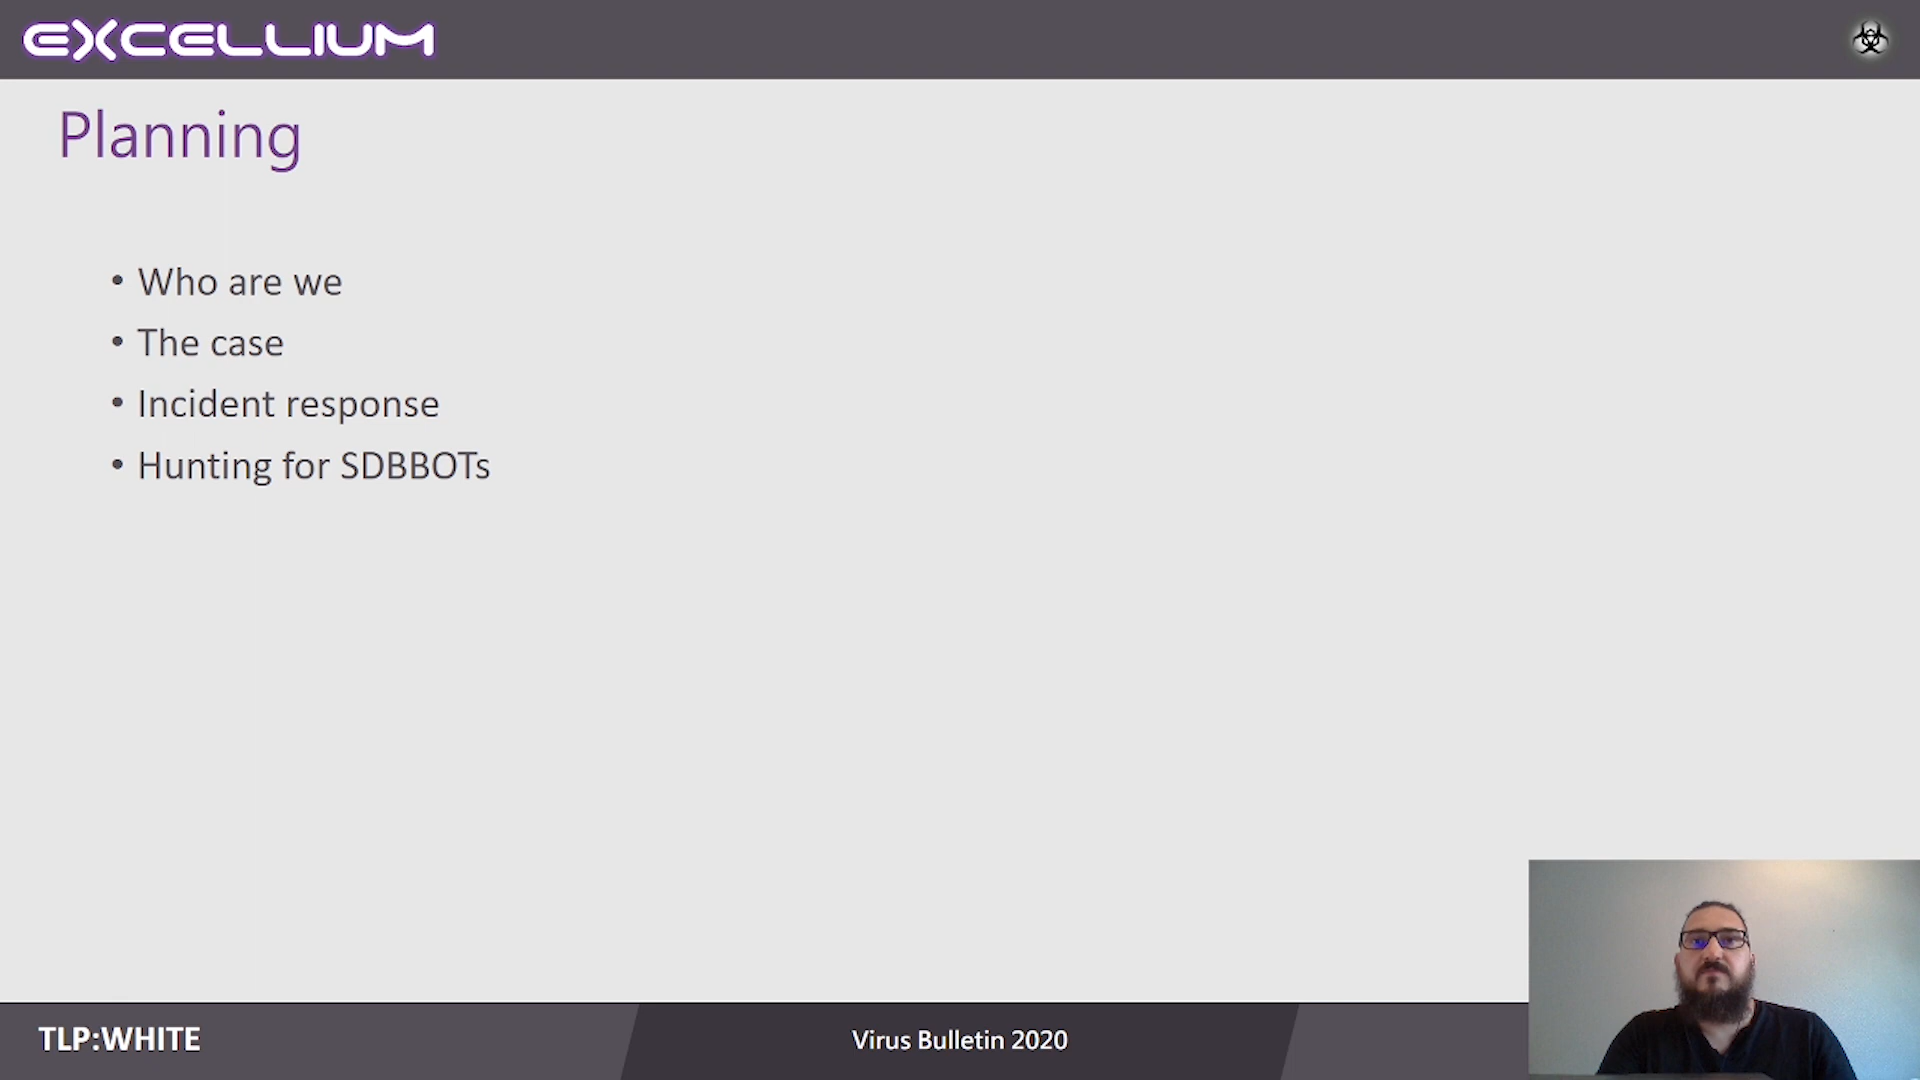 EXCELLIUM
Planning
• Who are we
• The case
• Incident response
• Hunting for SDBBOTs
TLP:WHITE
Virus Bulletin 2020